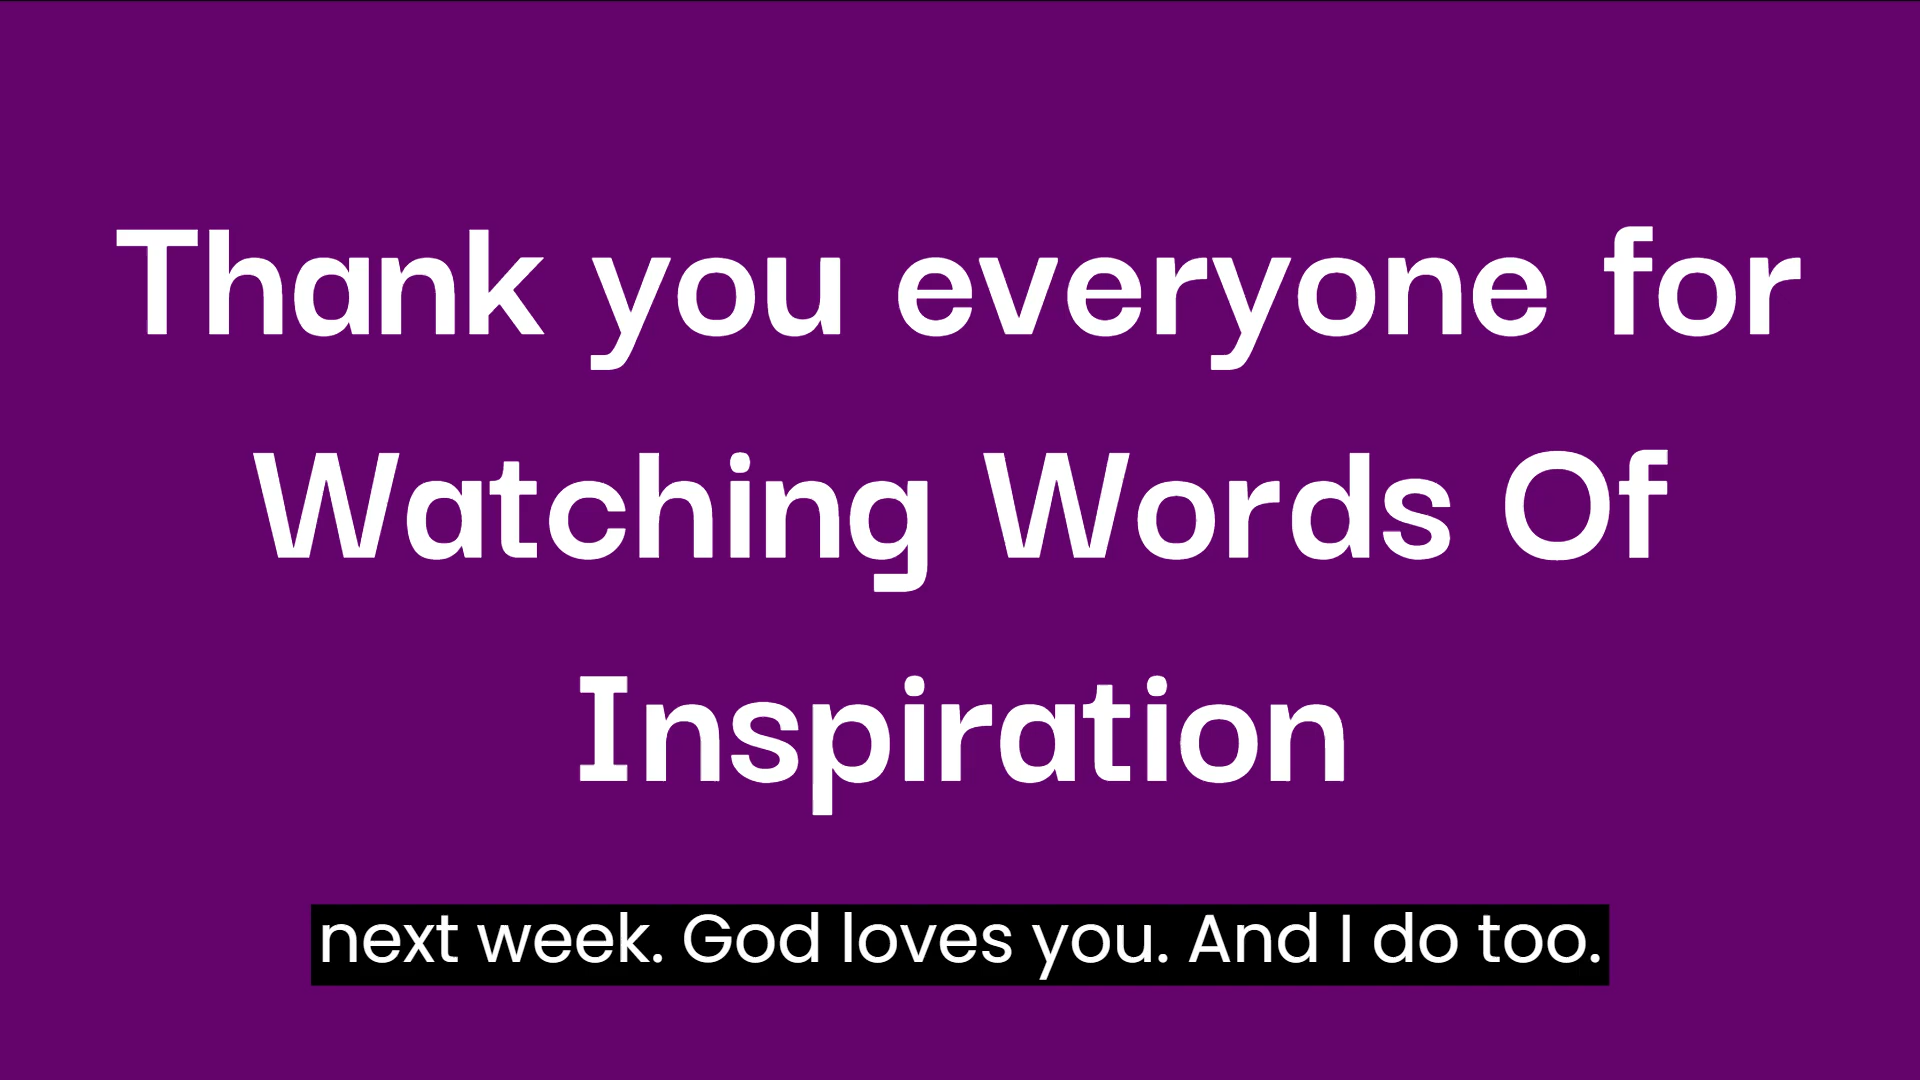 Thank you everyone for
Watching Words Of
Inspiration
next week. God loves you. And I do too.